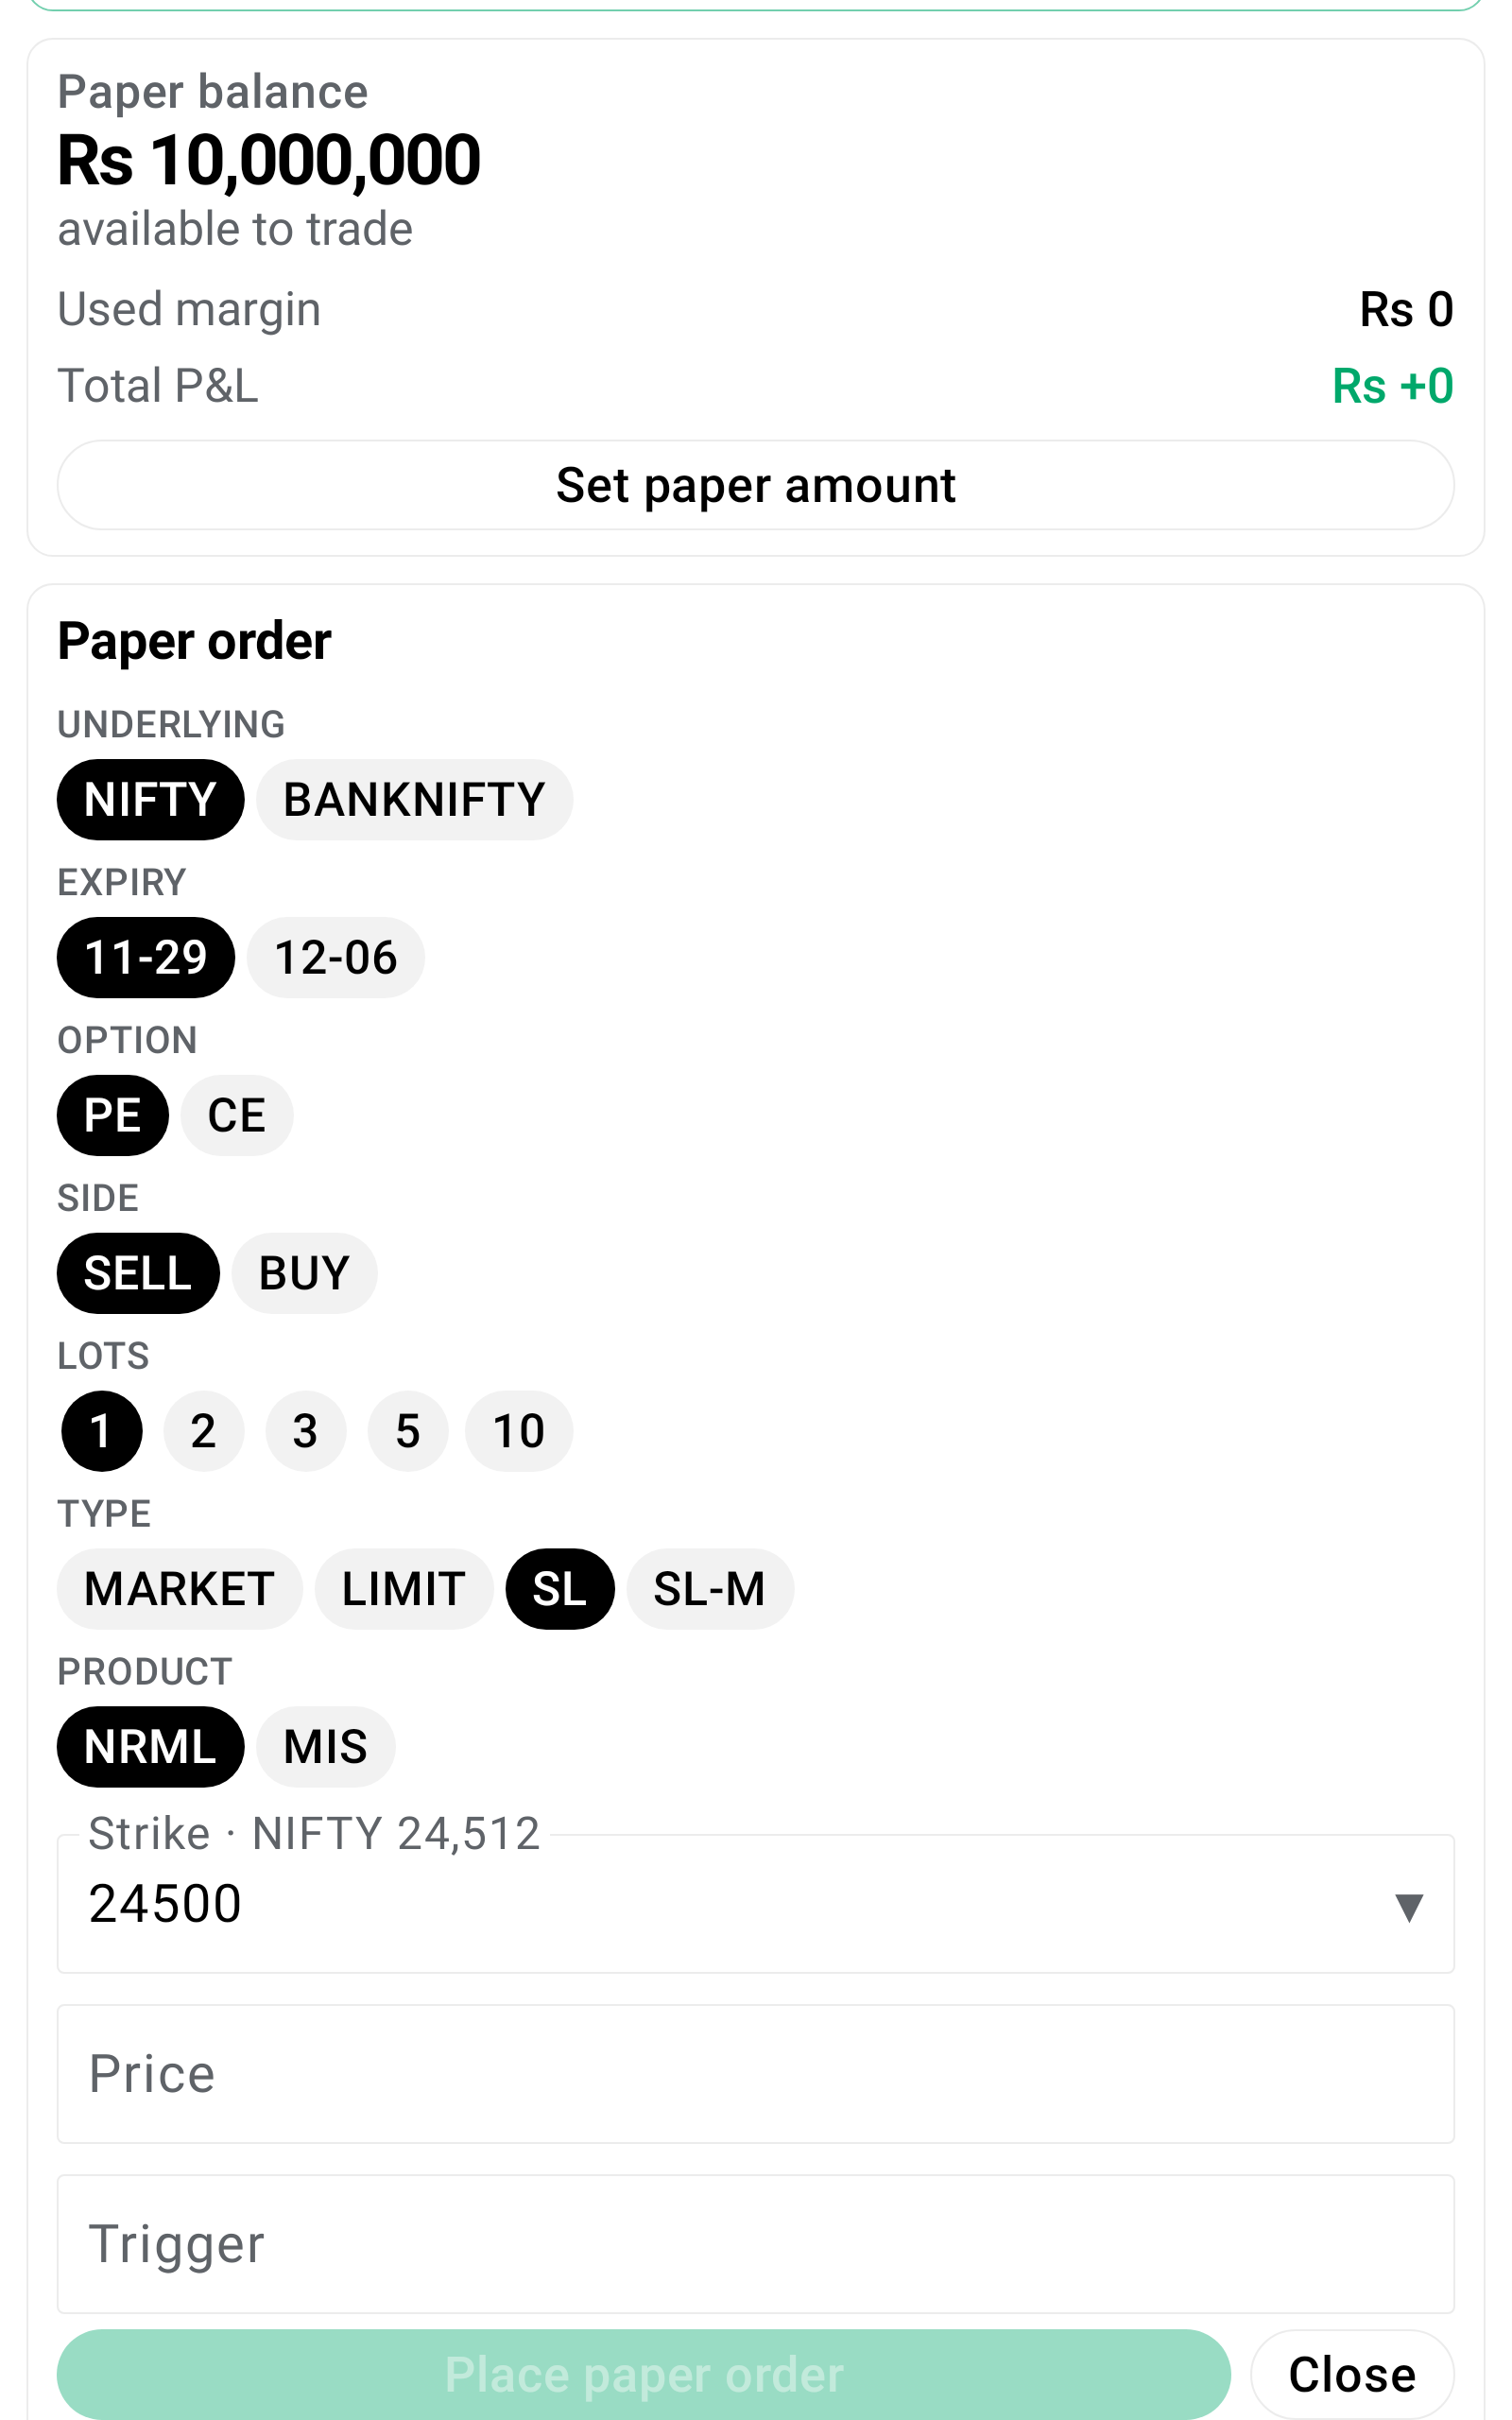 Paper balance
Rs 10,000,000
available to trade
Used margin Rs 0
Total P&L Rs +0
Set paper amount
Paper order
UNDERLYING
NIFTY BANKNIFTY
EXPIRY
11-29 12-06
OPTION
PE CE
SIDE
SELL BUY
LOTS
1 2 3 5 10
TYPE
MARKET LIMIT SL SL-M
PRODUCT
NRML MIS
Strike · NIFTY 24,512
24500 ▼
Price
Trigger
Place paper order Close